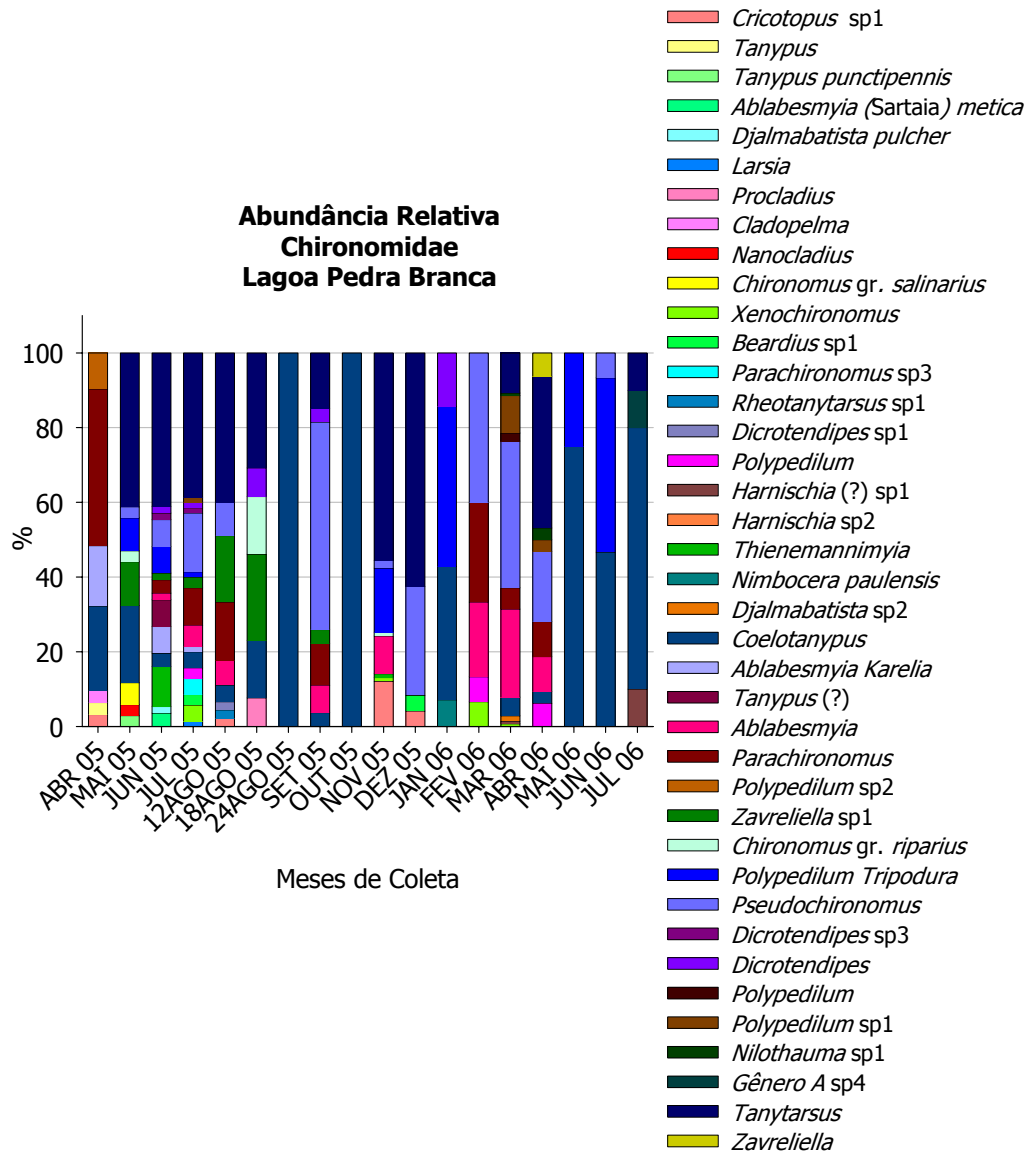 Abundância Relativa
Chironomidae
Lagoa Pedra Branca
%
100
80
60
40
20
0
ABR 05
MAI 05
JUN 05
JUL 05
12AGO 05
18AGO 05
24AGO 05
SET 05
OUT 05
NOV 05
DEZ 05
JAN 06
FEV 06
MAR 06
ABR 06
MAI 06
JUN 06
JUL 06
Meses de Coleta
Cricotopus sp1
Tanypus
Tanypus punctipennis
Ablabesmyia (Sartaia) metica
Djalmabatista pulcher
Larsia
Procladius
Cladopelma
Nanocladius
Chironomus gr. salinarius
Xenochironomus
Beardius sp1
Parachironomus sp3
Rheotanytarsus sp1
Dicrotendipes sp1
Polypedilum
Harnischia (?) sp1
Harnischia sp2
Thienemannimyia
Nimbocera paulensis
Djalmabatista sp2
Coelotanypus
Ablabesmyia Karelia
Tanypus (?)
Ablabesmyia
Parachironomus
Polypedilum sp2
Zavreliella sp1
Chironomus gr. riparius
Polypedilum Tripodura
Pseudochironomus
Dicrotendipes sp3
Dicrotendipes
Polypedilum
Polypedilum sp1
Nilothauma sp1
Gênero A sp4
Tanytarsus
Zavreliella